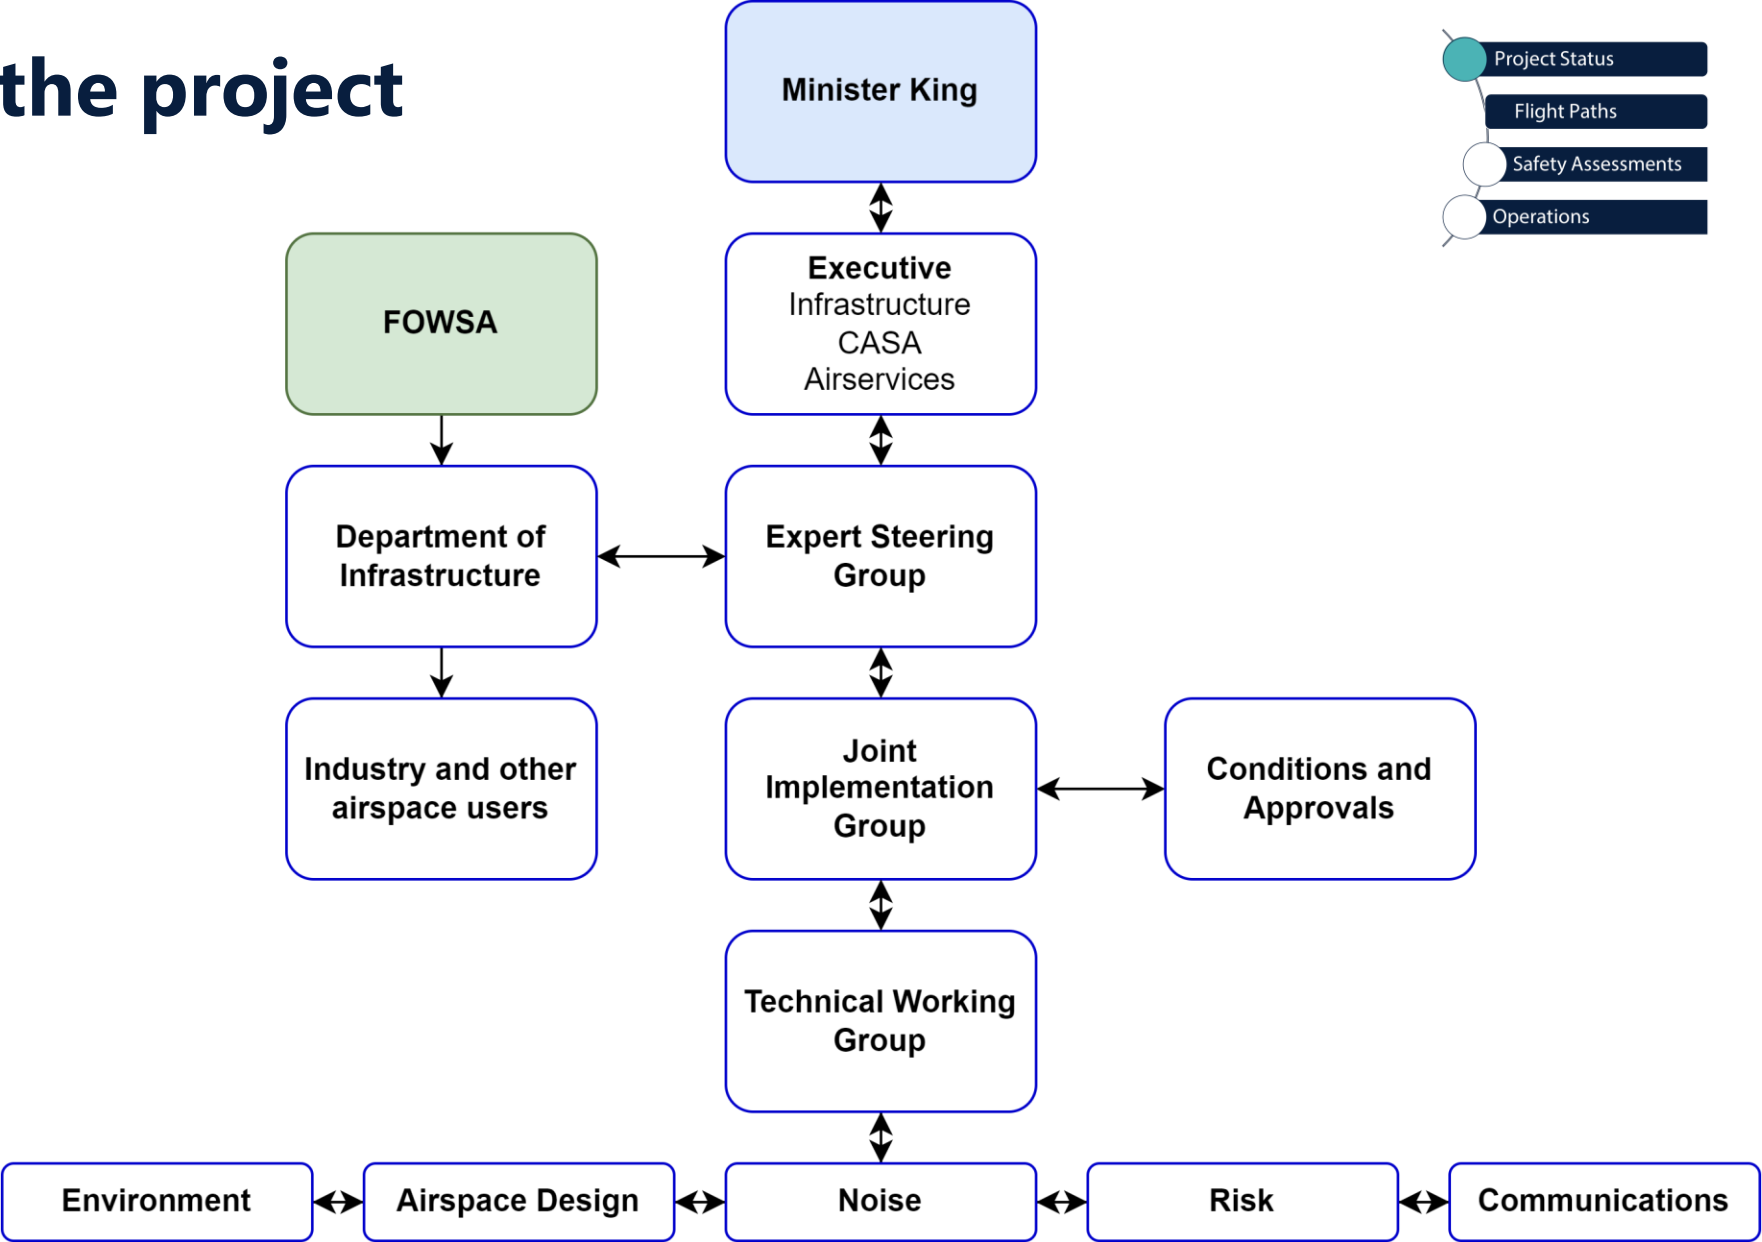 the project
Minister King
Project Status
Flight Paths
Safety Assessments
Operations
FOWSA
Executive
Infrastructure
CASA
Airservices
Department of
Infrastructure
Expert Steering
Group
Industry and other
airspace users
Joint
Implementation
Group
Conditions and
Approvals
Technical Working
Group
Environment
Airspace Design
Noise
Risk
Communications